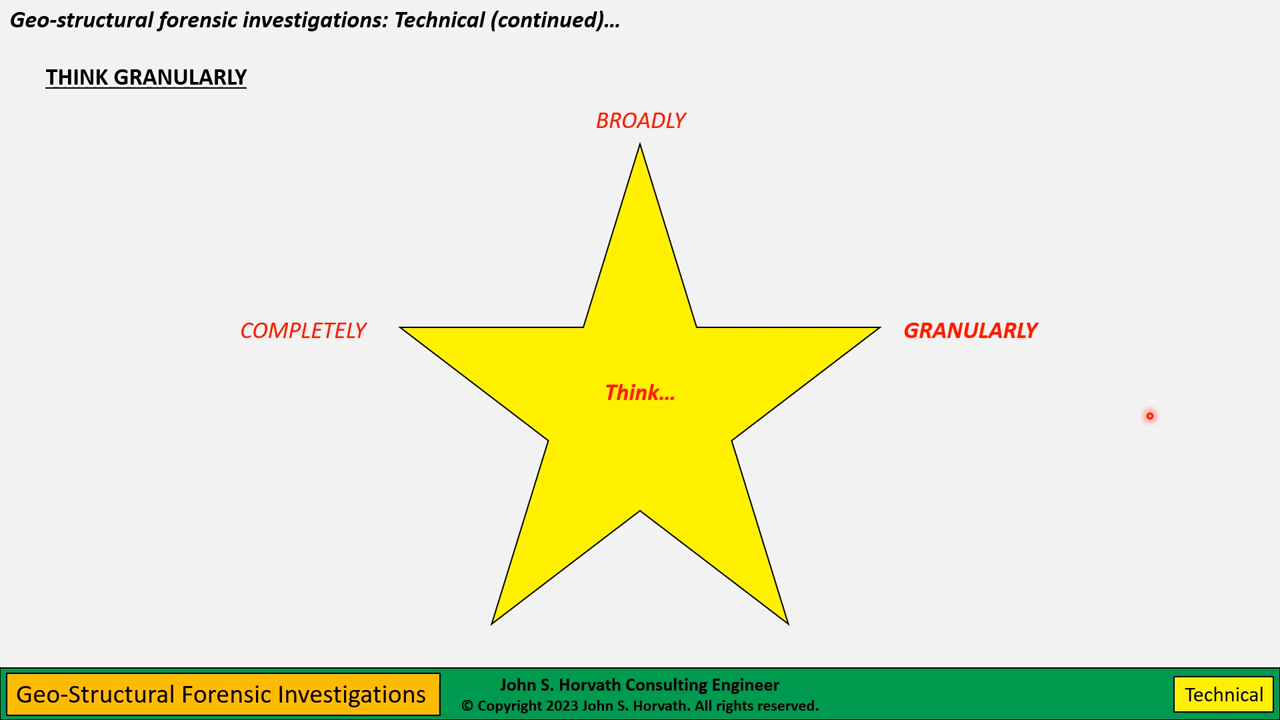 Geo-structural forensic investigations: Technical (continued)...
THINK GRANULARLY
BROADLY
COMPLETELY
GRANULARLY
Think...
Geo-Structural Forensic Investigations
John S. Horvath Consulting Engineer
© Copyright 2023 John S. Horvath. All rights reserved.
Technical